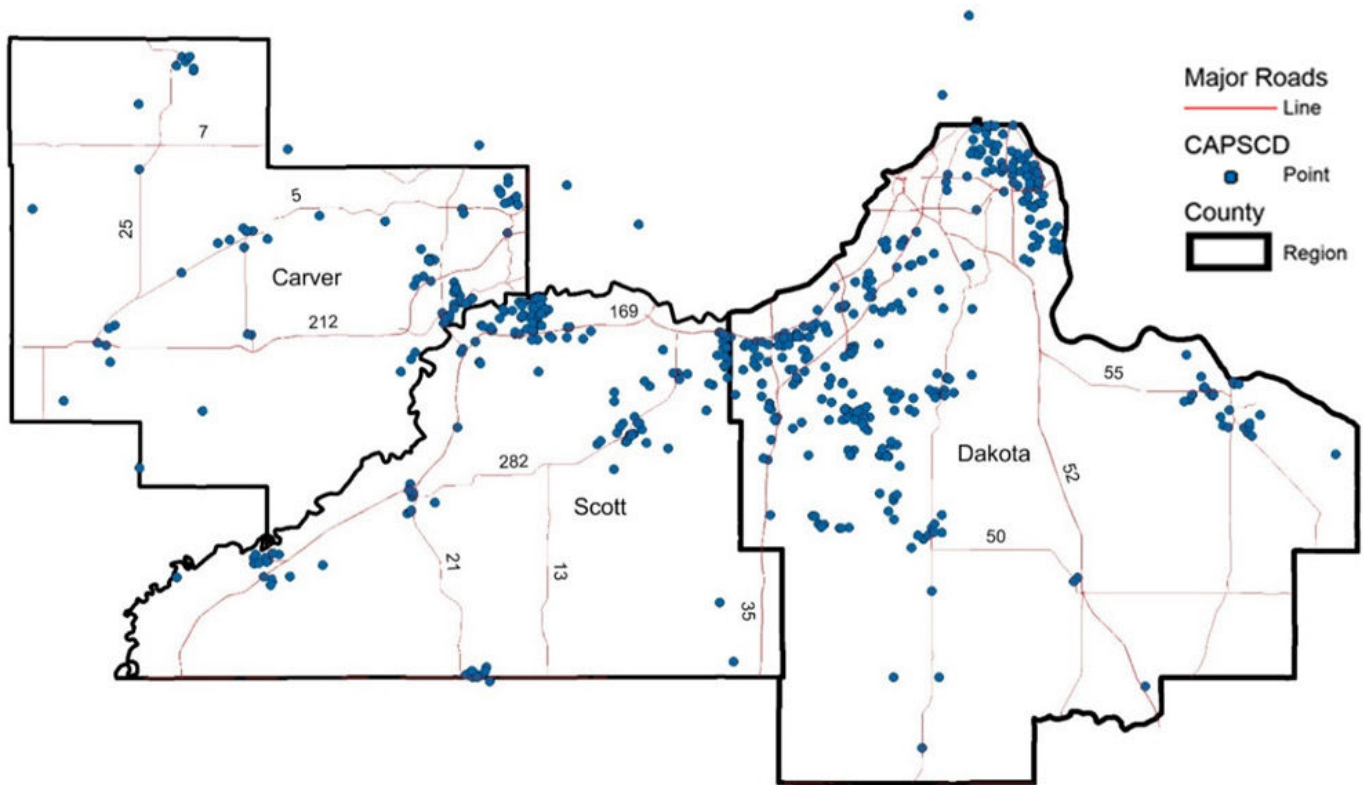 Major Roads
Line
CAPSCD
Point
County
Region
7
5
25
Carver
212
169
55
282
Scott
Dakota
52
50
21
13
35